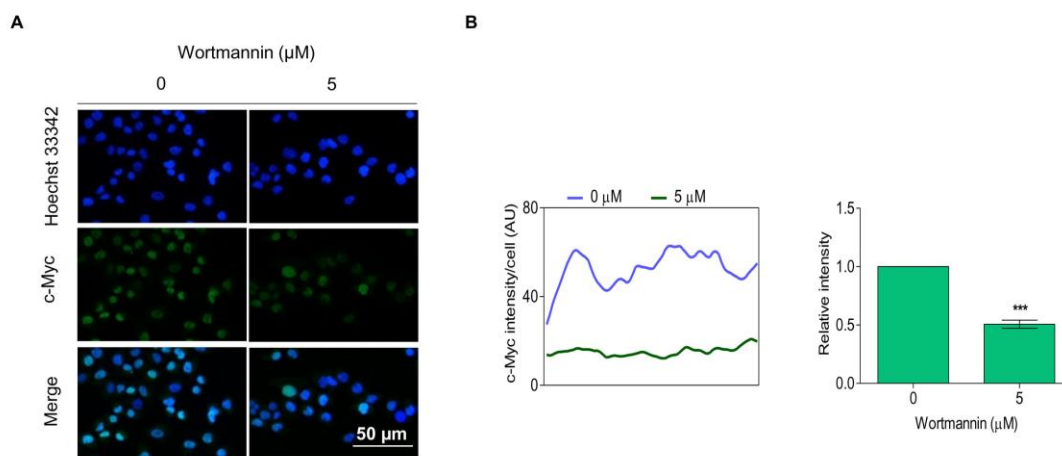 A
Wortmannin (µM)
0 5
Hoechst 33342
c-Myc
Merge
50 µm
B
0 µM 5 µM
c-Myc intensity/cell (AU)
80
40
0
Relative intensity
1.5
1.0
0.5
0.0
***
0 5
Wortmannin (µM)